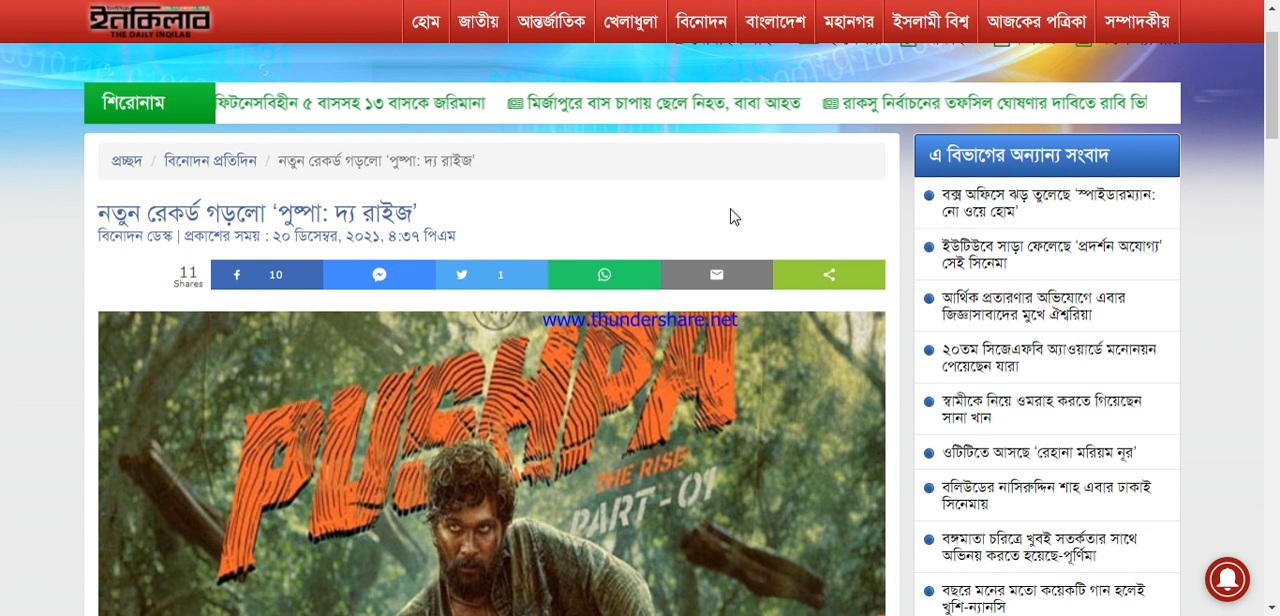 ইনকিলাব
THE DAILY INQILAB
হোম জাতীয় আন্তর্জাতিক খেলাধুলা বিনোদন বাংলাদেশ মহানগর ইসলামী বিশ্ব আজকের পত্রিকা সম্পাদকীয়
শিরোনাম ফিটনেসবিহীন ৫ বাসসহ ১৩ বাসকে জরিমানা মির্জাপুরে বাস চাপায় ছেলে নিহত, বাবা আহত রাকসু নির্বাচনের তফসিল ঘোষণার দাবিতে রাবি
প্রচ্ছদ / বিনোদন প্রতিদিন / নতুন রেকর্ড গড়লো ‘পুষ্পা: দ্য রাইজ’
নতুন রেকর্ড গড়লো ‘পুষ্পা: দ্য রাইজ’
বিনোদন ডেস্ক | প্রকাশের সময় : ২০ ডিসেম্বর, ২০২১, ৪:৩৭ পিএম
11
Shares
10
1
www.thundershare.net
PUSHPA
THE RISE
PART-01
এ বিভাগের অন্যান্য সংবাদ
বক্স অফিসে ঝড় তুলেছে ‘স্পাইডারম্যান:
নো ওয়ে হোম’
ইউটিউবে সাড়া ফেলেছে ‘প্রদর্শন অযোগ্য’
সেই সিনেমা
আর্থিক প্রতারণার অভিযোগে এবার
জিজ্ঞাসাবাদের মুখে ঐশ্বরিয়া
২০তম সিজেএফবি অ্যাওয়ার্ডে মনোনয়ন
পেয়েছেন যারা
স্বামীকে নিয়ে ওমরাহ করতে গিয়েছেন
সানা খান
ওটিটিতে আসছে ‘রেহানা মরিয়ম নূর’
বলিউডের নাসিরুদ্দিন শাহ এবার ঢাকাই
সিনেমায়
বঙ্গমাতা চরিত্রে খুবই সতর্কতার সাথে
অভিনয় করতে হয়েছে-পূর্ণিমা
বছরে মনের মতো কয়েকটি গান হলেই
খুশি-ন্যানসি